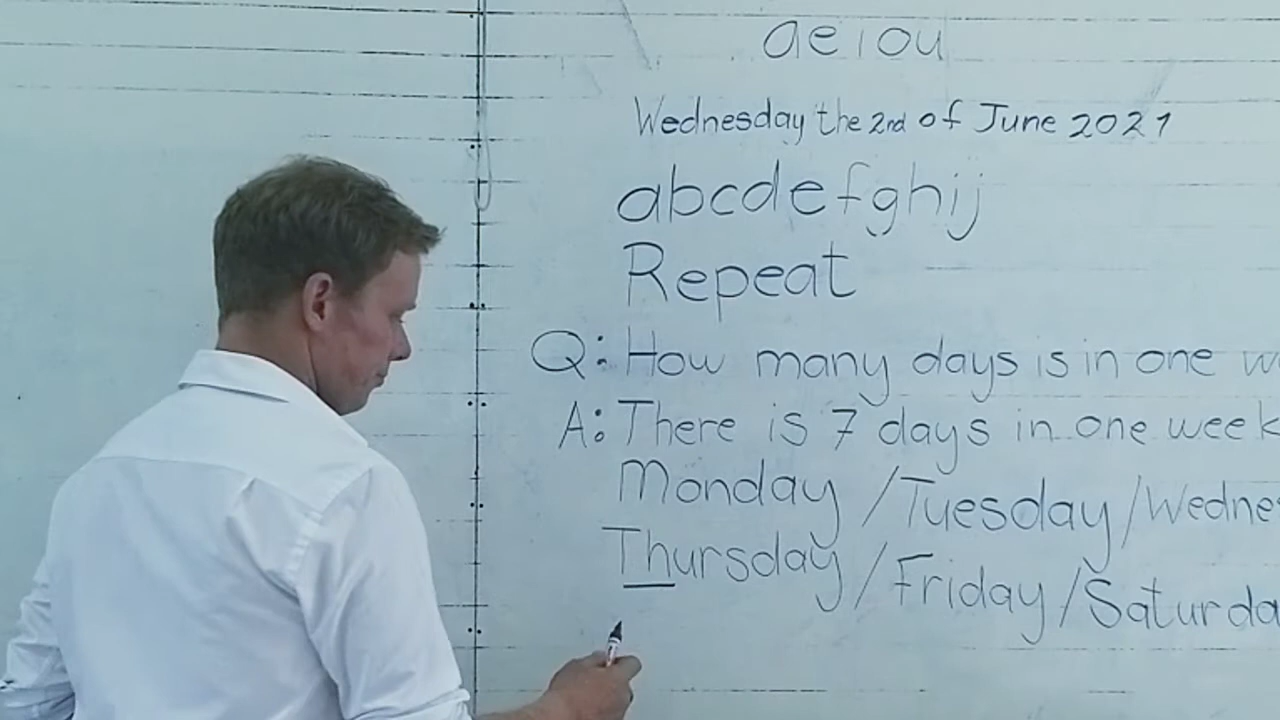 aeiou
Wednesday the 2nd of June 2021
abcdefghij
Repeat
Q: How many days is in one w
A: There is 7 days in one week
Monday / Tuesday / Wednes
Thursday / Friday / Saturda